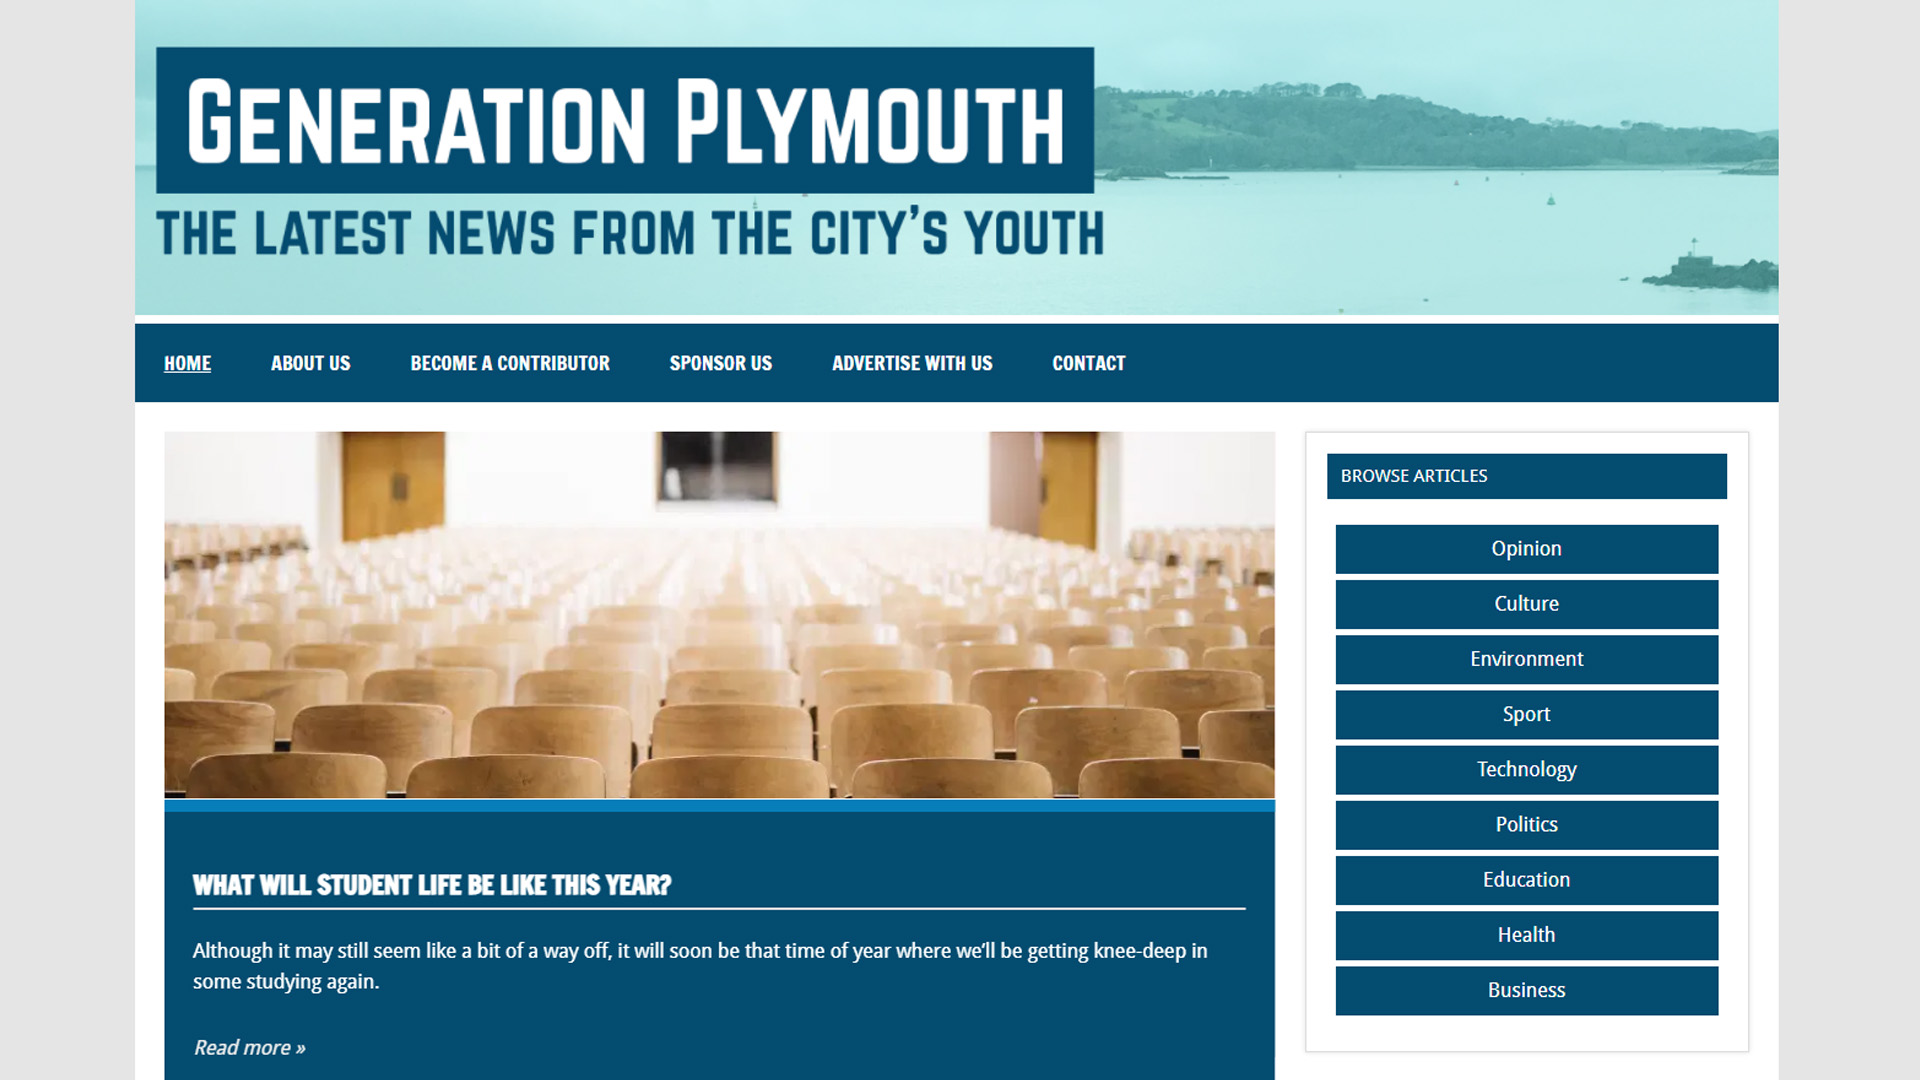 GENERATION PLYMOUTH
THE LATEST NEWS FROM THE CITY'S YOUTH
HOME
ABOUT US
BECOME A CONTRIBUTOR
SPONSOR US
ADVERTISE WITH US
CONTACT
WHAT WILL STUDENT LIFE BE LIKE THIS YEAR?
Although it may still seem like a bit of a way off, it will soon be that time of year where we’ll be getting knee-deep in
some studying again.
Read more »
BROWSE ARTICLES
Opinion
Culture
Environment
Sport
Technology
Politics
Education
Health
Business